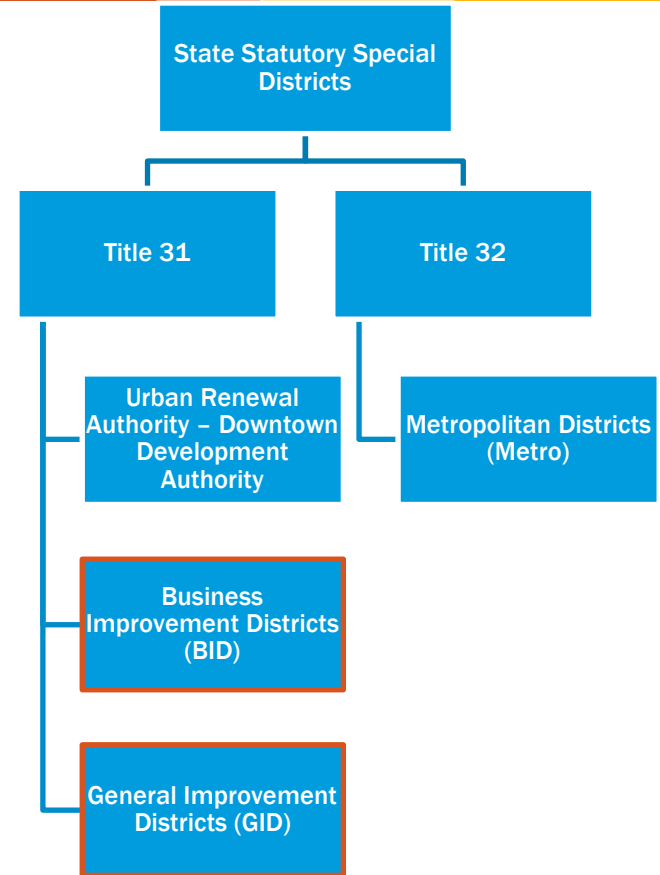 State Statutory Special
Districts
Title 31
Title 32
Urban Renewal
Authority – Downtown
Development
Authority
Metropolitan Districts
(Metro)
Business
Improvement Districts
(BID)
General Improvement
Districts (GID)